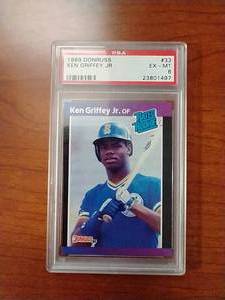 PSA
1989 DONRUSS #33
KEN GRIFFEY JR. EX - MT
6
23801497
Ken Griffey Jr. OF
Rated Rookie
Donruss